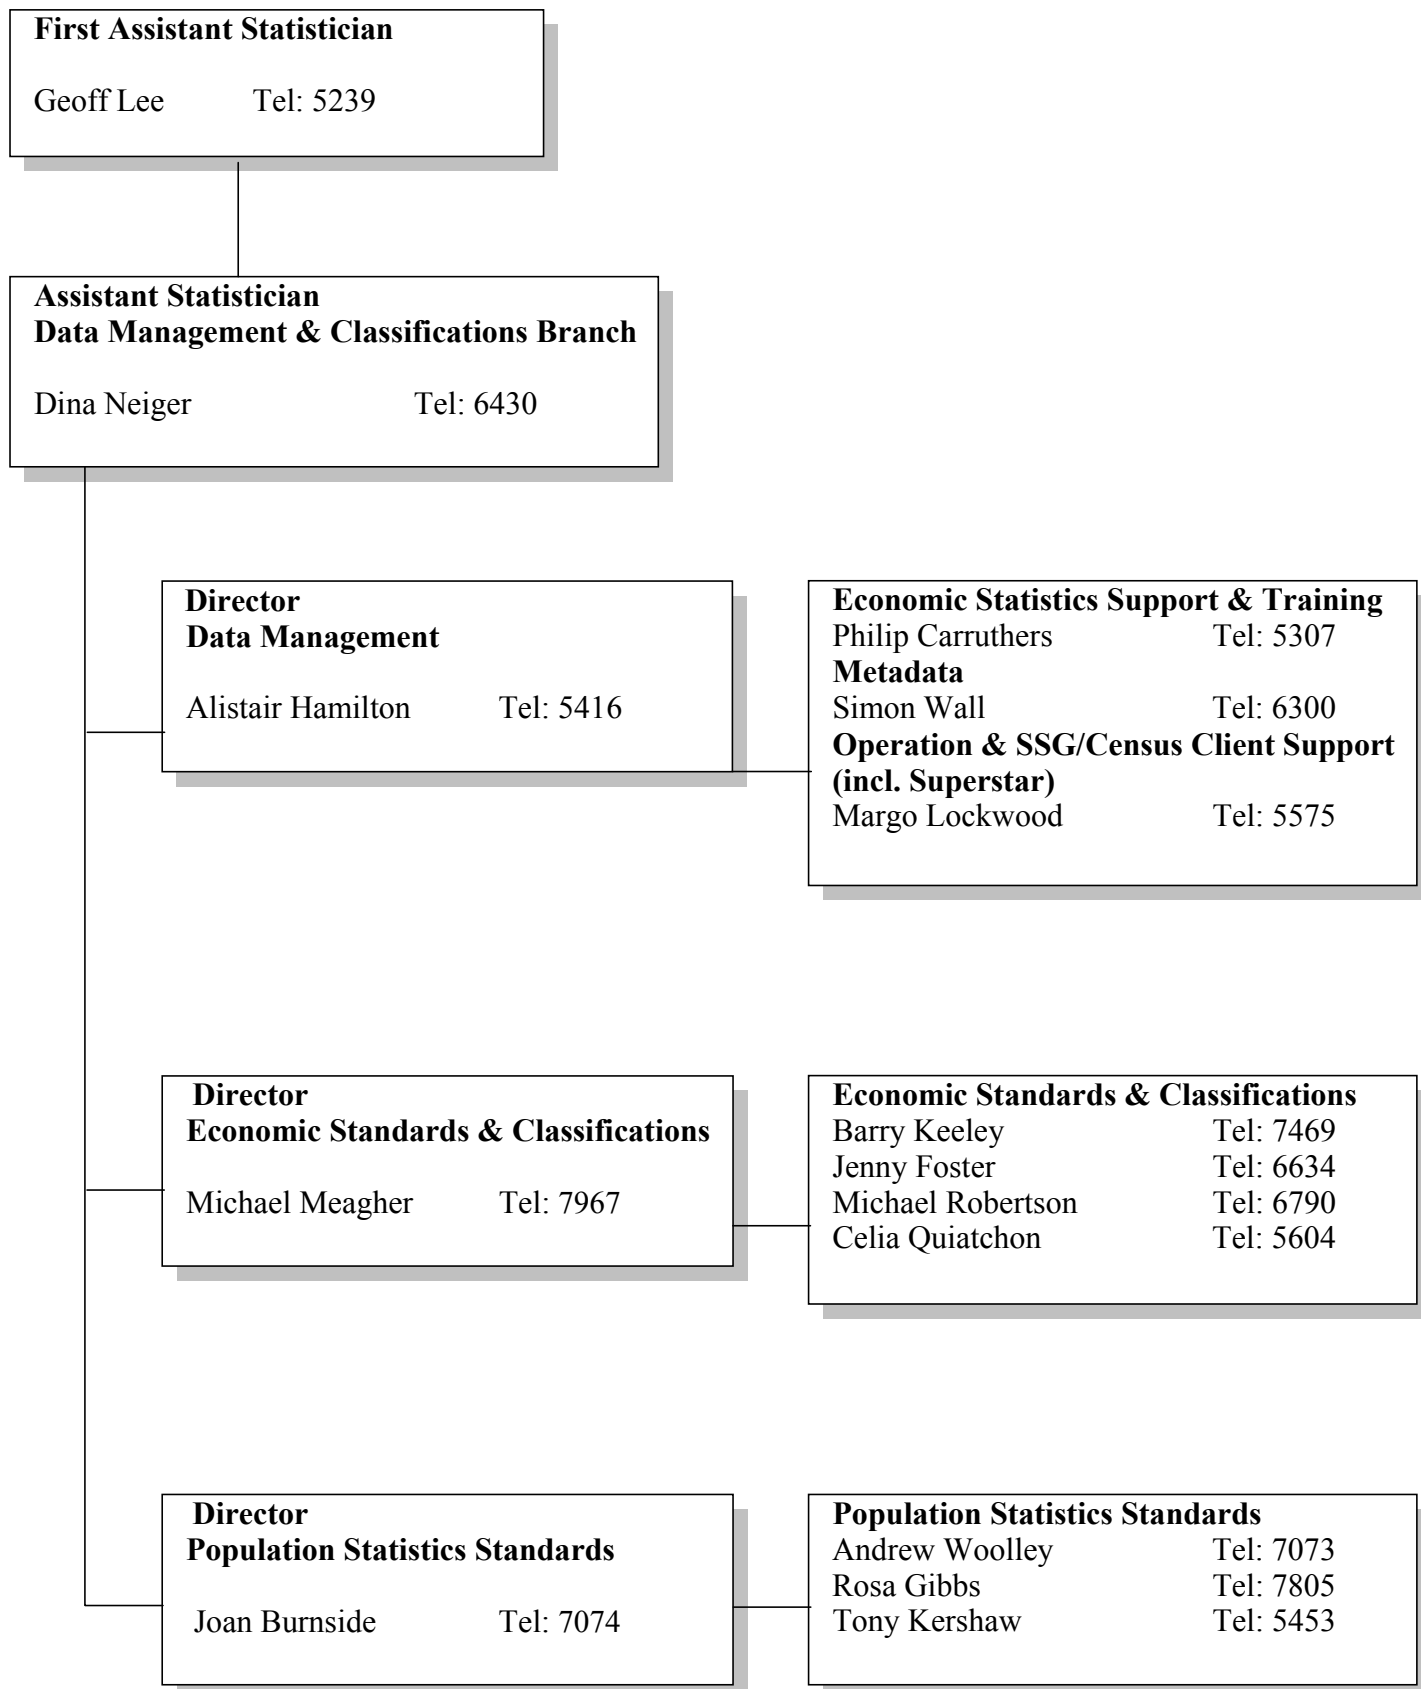 First Assistant Statistician
Geoff Lee Tel: 5239
Assistant Statistician
Data Management & Classifications Branch
Dina Neiger Tel: 6430
Director
Data Management
Alistair Hamilton Tel: 5416
Economic Statistics Support & Training
Philip Carruthers Tel: 5307
Metadata
Simon Wall Tel: 6300
Operation & SSG/Census Client Support
(incl. Superstar)
Margo Lockwood Tel: 5575
Director
Economic Standards & Classifications
Michael Meagher Tel: 7967
Economic Standards & Classifications
Barry Keeley Tel: 7469
Jenny Foster Tel: 6634
Michael Robertson Tel: 6790
Celia Quiatchon Tel: 5604
Director
Population Statistics Standards
Joan Burnside Tel: 7074
Population Statistics Standards
Andrew Woolley Tel: 7073
Rosa Gibbs Tel: 7805
Tony Kershaw Tel: 5453